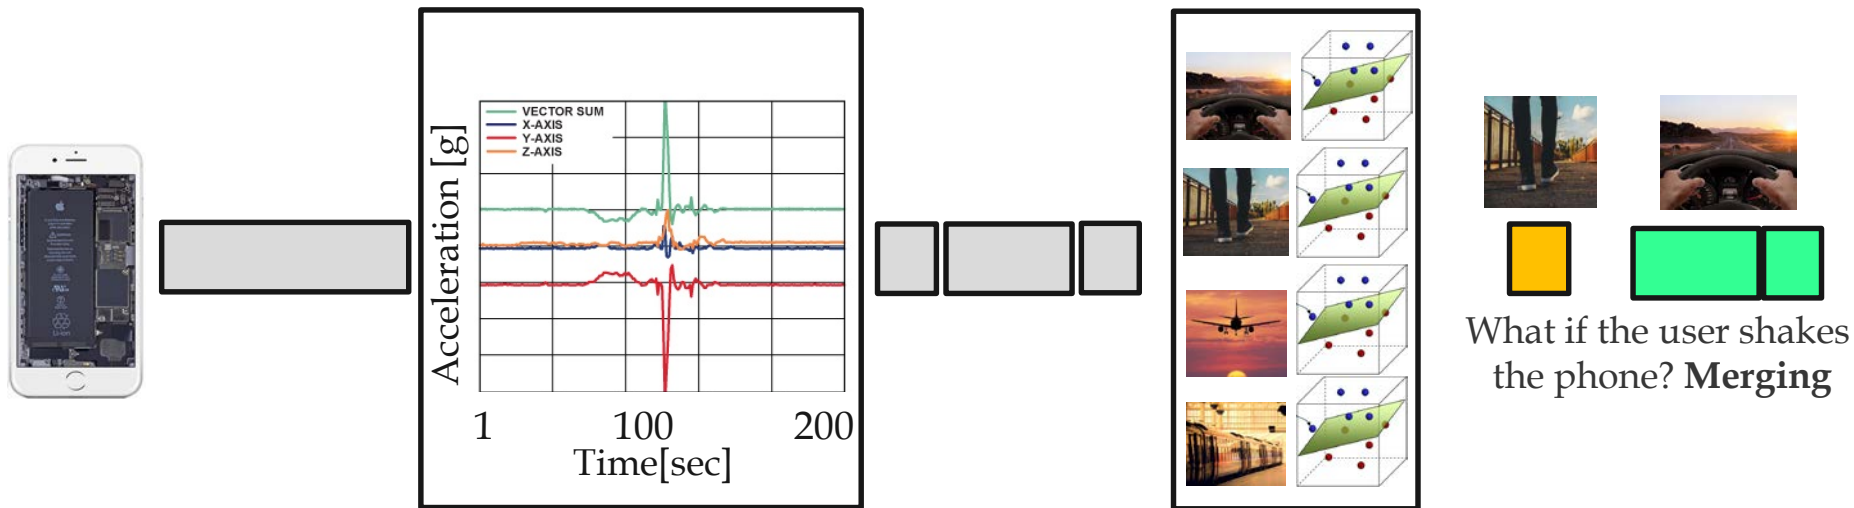 VECTOR SUM
X-AXIS
Y-AXIS
Z-AXIS
Acceleration [g]
1 100 200
Time[sec]
What if the user shakes
the phone? Merging